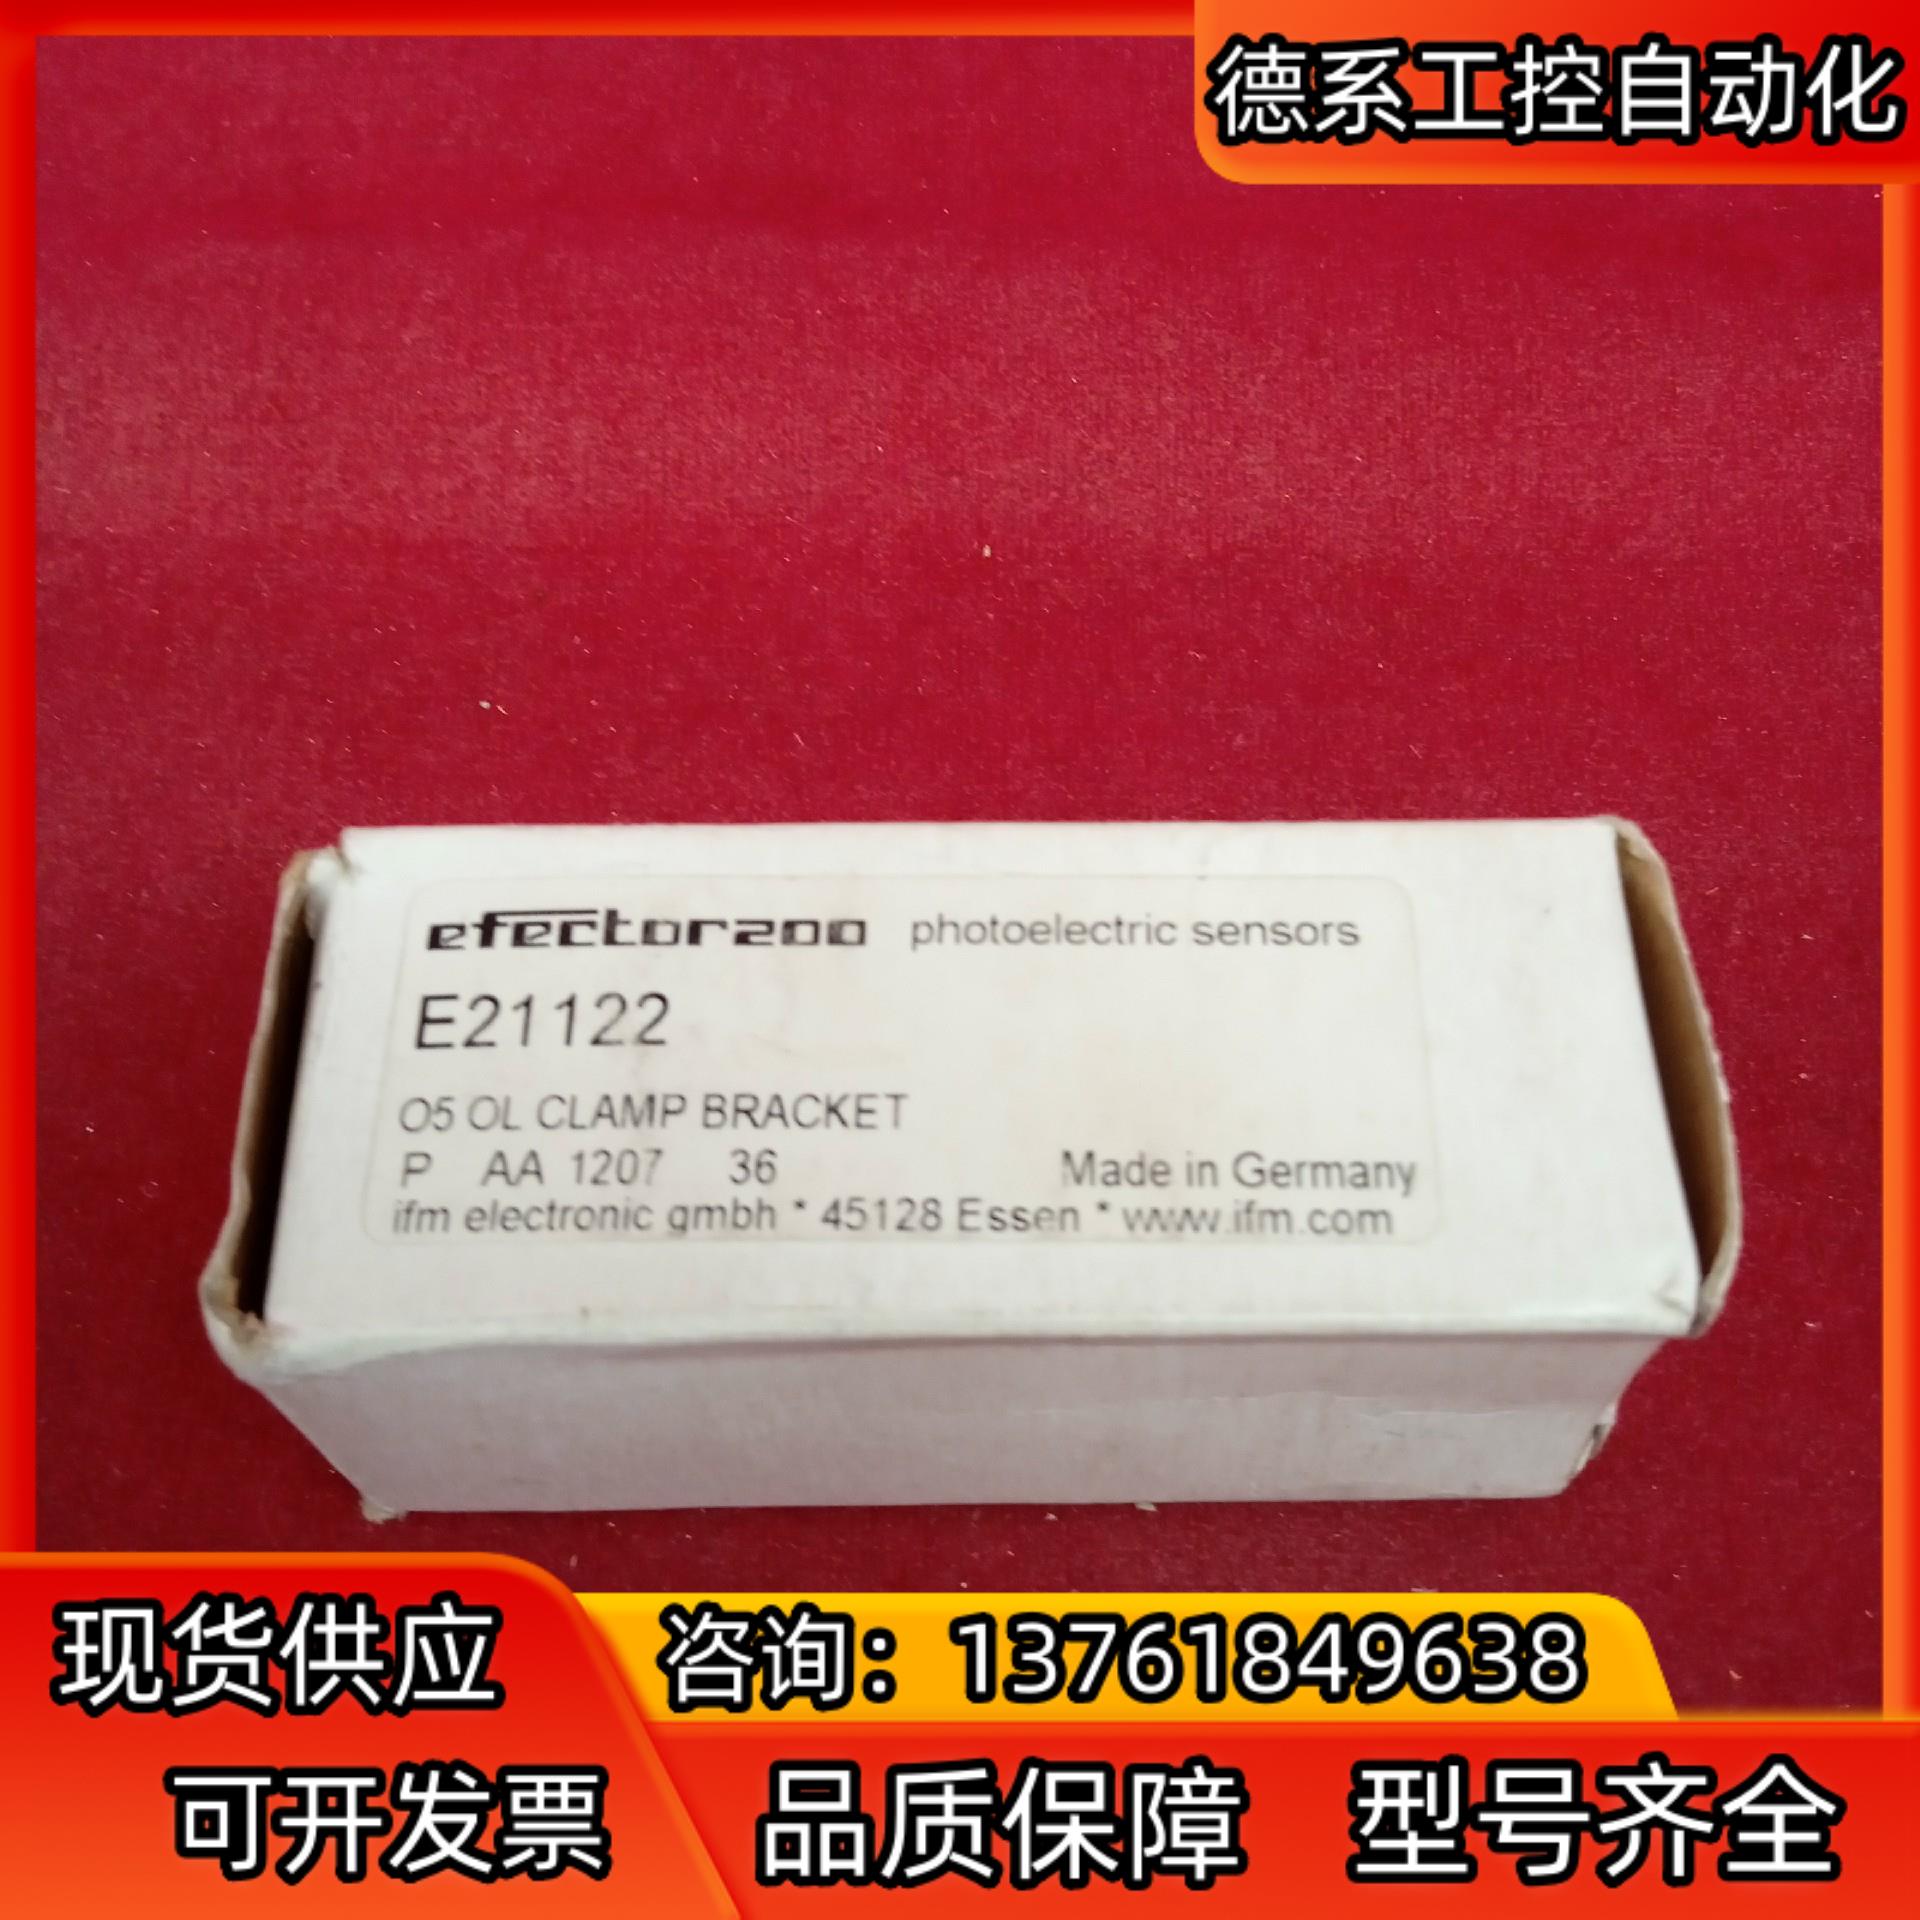 德系工控自动化
efector200 photoelectric sensors
E21122
O5 OL CLAMP BRACKET
P AA 1207 36 Made in Germany
ifm electronic gmbh * 45128 Essen * www.ifm.com
现货供应
咨询：13761849638
可开发票 品质保障 型号齐全